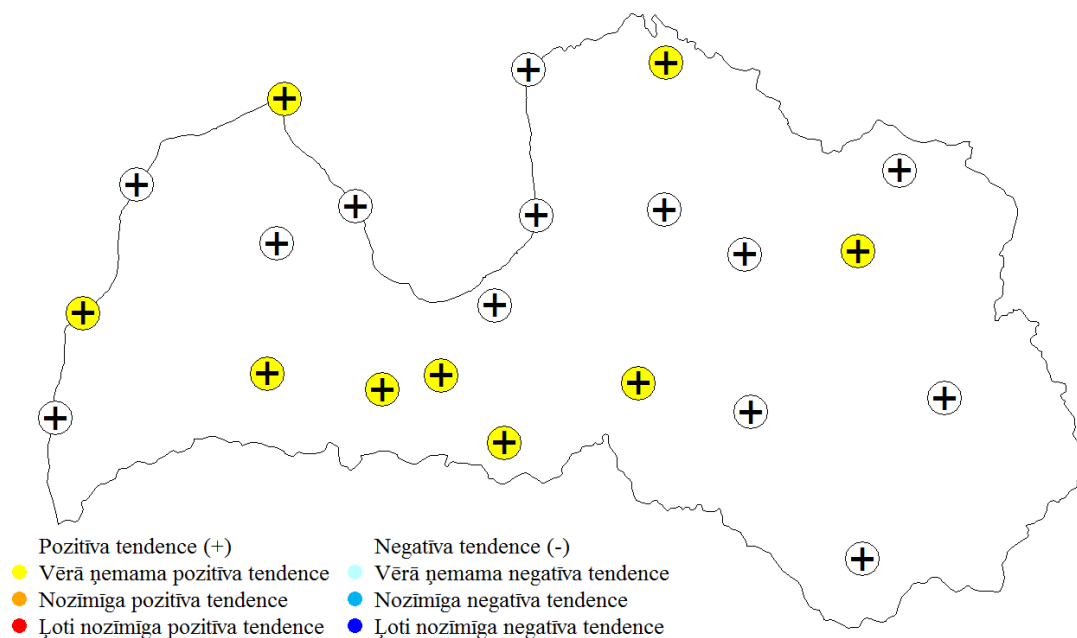 Pozitīva tendence (+)
Vērā ņemama pozitīva tendence
Nozīmīga pozitīva tendence
Ļoti nozīmīga pozitīva tendence
Negatīva tendence (-)
Vērā ņemama negatīva tendence
Nozīmīga negatīva tendence
Ļoti nozīmīga negatīva tendence